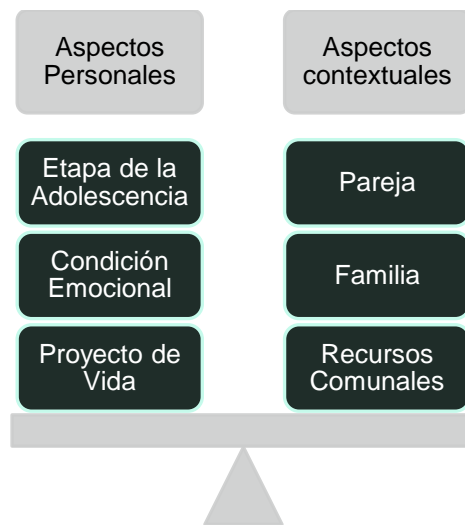 Aspectos
Personales
Etapa de la
Adolescencia
Condición
Emocional
Proyecto de
Vida
Aspectos
contextuales
Pareja
Familia
Recursos
Comunales